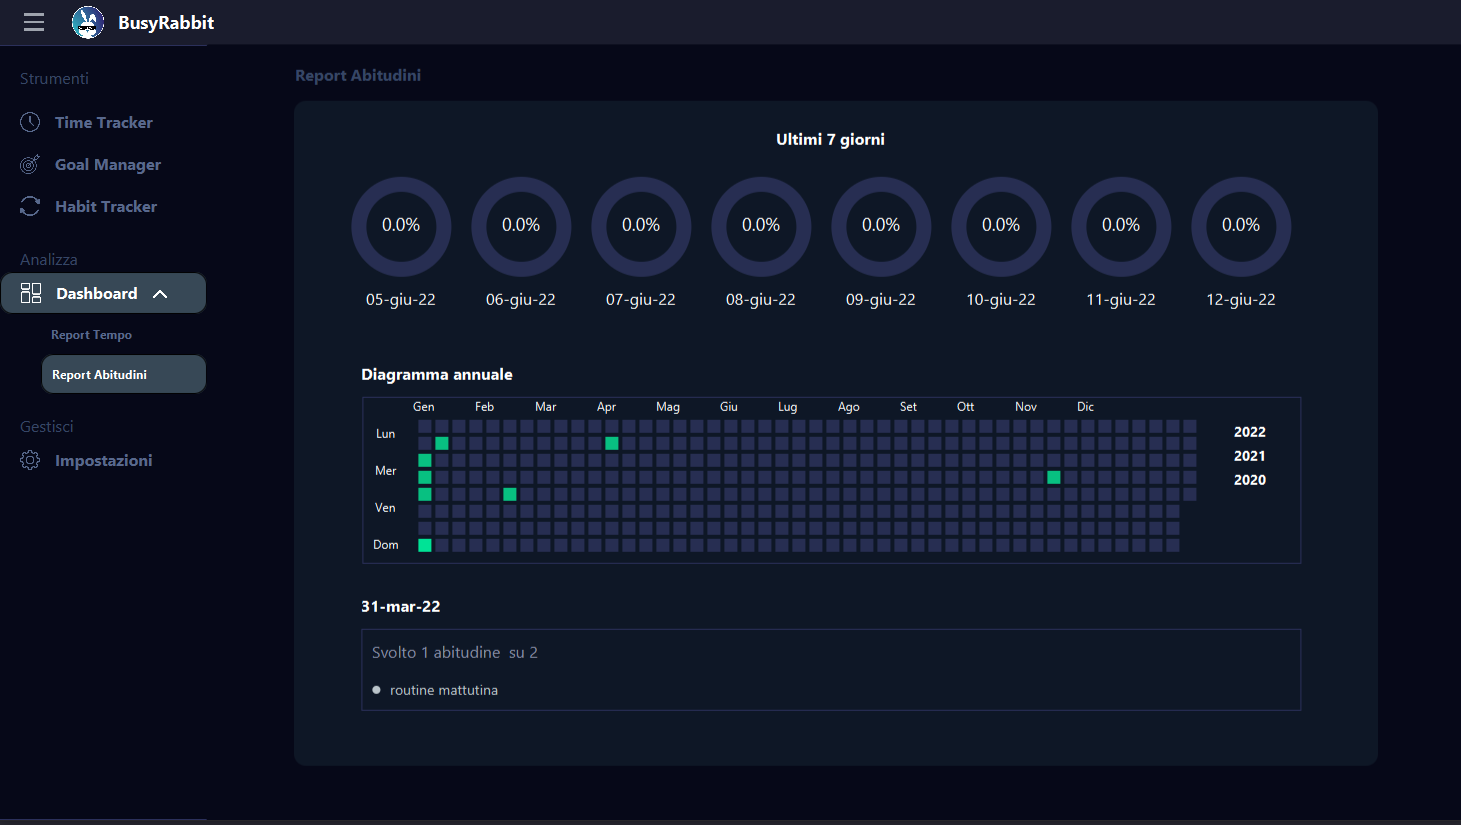 BusyRabbit
Strumenti
Time Tracker
Goal Manager
Habit Tracker
Analizza
Dashboard
Report Tempo
Report Abitudini
Gestisci
Impostazioni
Report Abitudini
Ultimi 7 giorni
0.0% 0.0% 0.0% 0.0% 0.0% 0.0% 0.0% 0.0%
05-giu-22 06-giu-22 07-giu-22 08-giu-22 09-giu-22 10-giu-22 11-giu-22 12-giu-22
Diagramma annuale
Gen Feb Mar Apr Mag Giu Lug Ago Set Ott Nov Dic
Lun
Mer
Ven
Dom
2022
2021
2020
31-mar-22
Svolto 1 abitudine su 2
routine mattutina